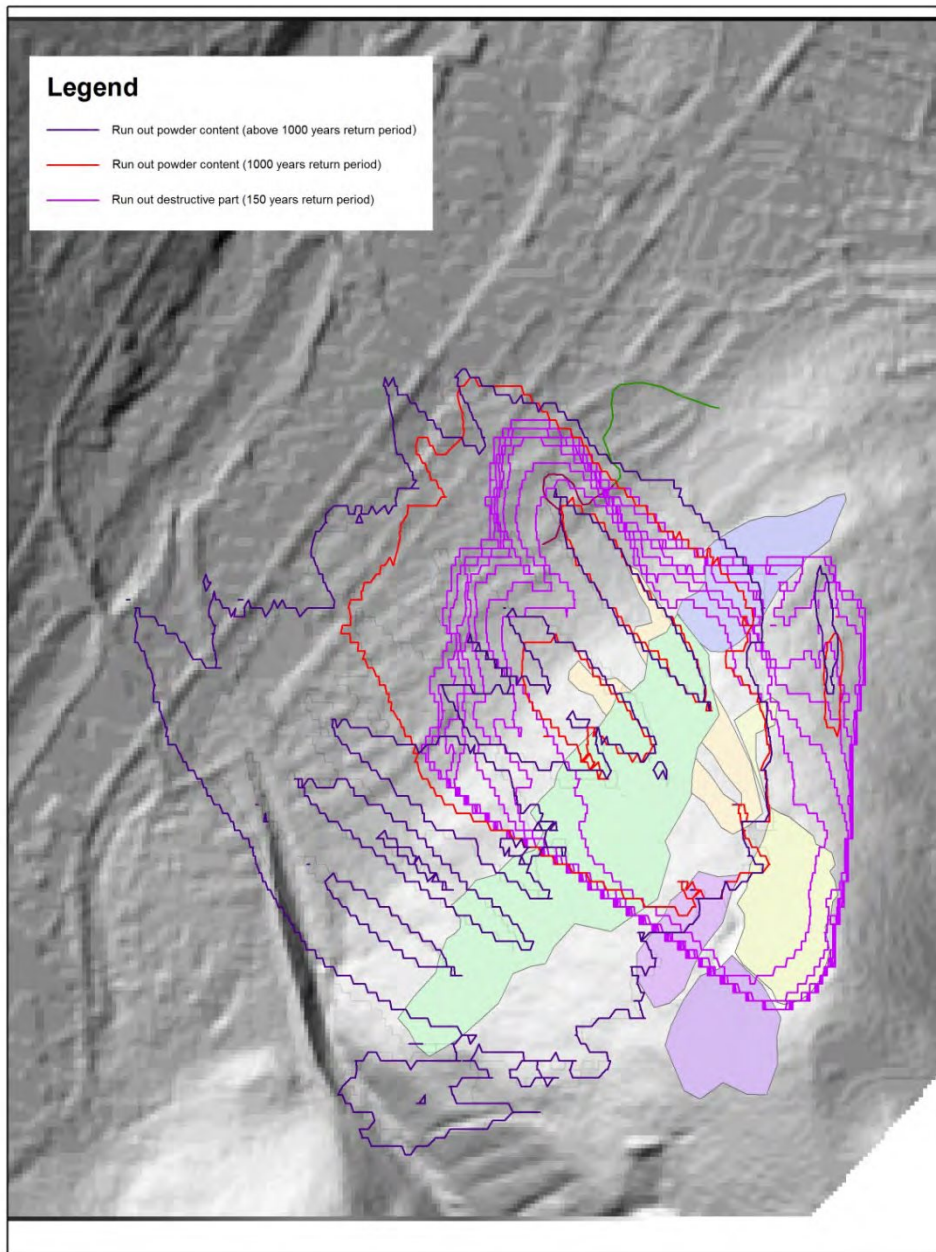 Legend
Run out powder content (above 1000 years return period)
Run out powder content (1000 years return period)
Run out destructive part (150 years return period)